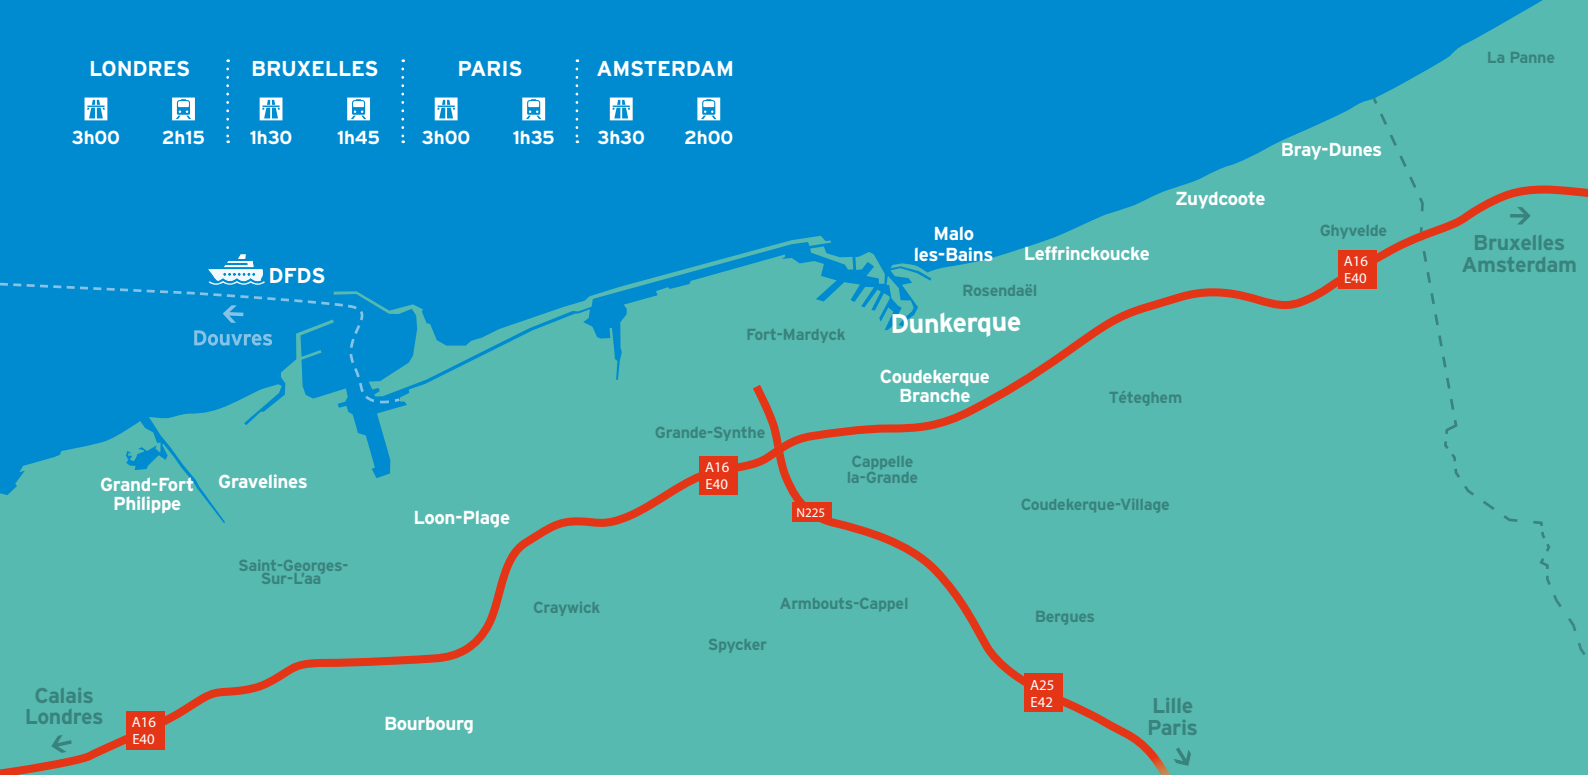 LONDRES
3h00
2h15
BRUXELLES
1h30
1h45
PARIS
3h00
1h35
AMSTERDAM
3h30
2h00
La Panne
Bray-Dunes
Zuydcoote
Ghyvelde
Bruxelles
Amsterdam
A16
E40
Malo
les-Bains
Leffrinckoucke
DFDS
Douvres
Rosendaël
Dunkerque
Fort-Mardyck
Coudekerque
Branche
Téteghem
Grande-Synthe
A16
E40
Cappelle
la-Grande
Grand-Fort
Philippe
Gravelines
Loon-Plage
N225
Coudekerque-Village
Saint-Georges-
Sur-L'aa
Craywick
Armbouts-Cappel
Bergues
Spycker
Calais
Londres
A16
E40
Bourbourg
A25
E42
Lille
Paris